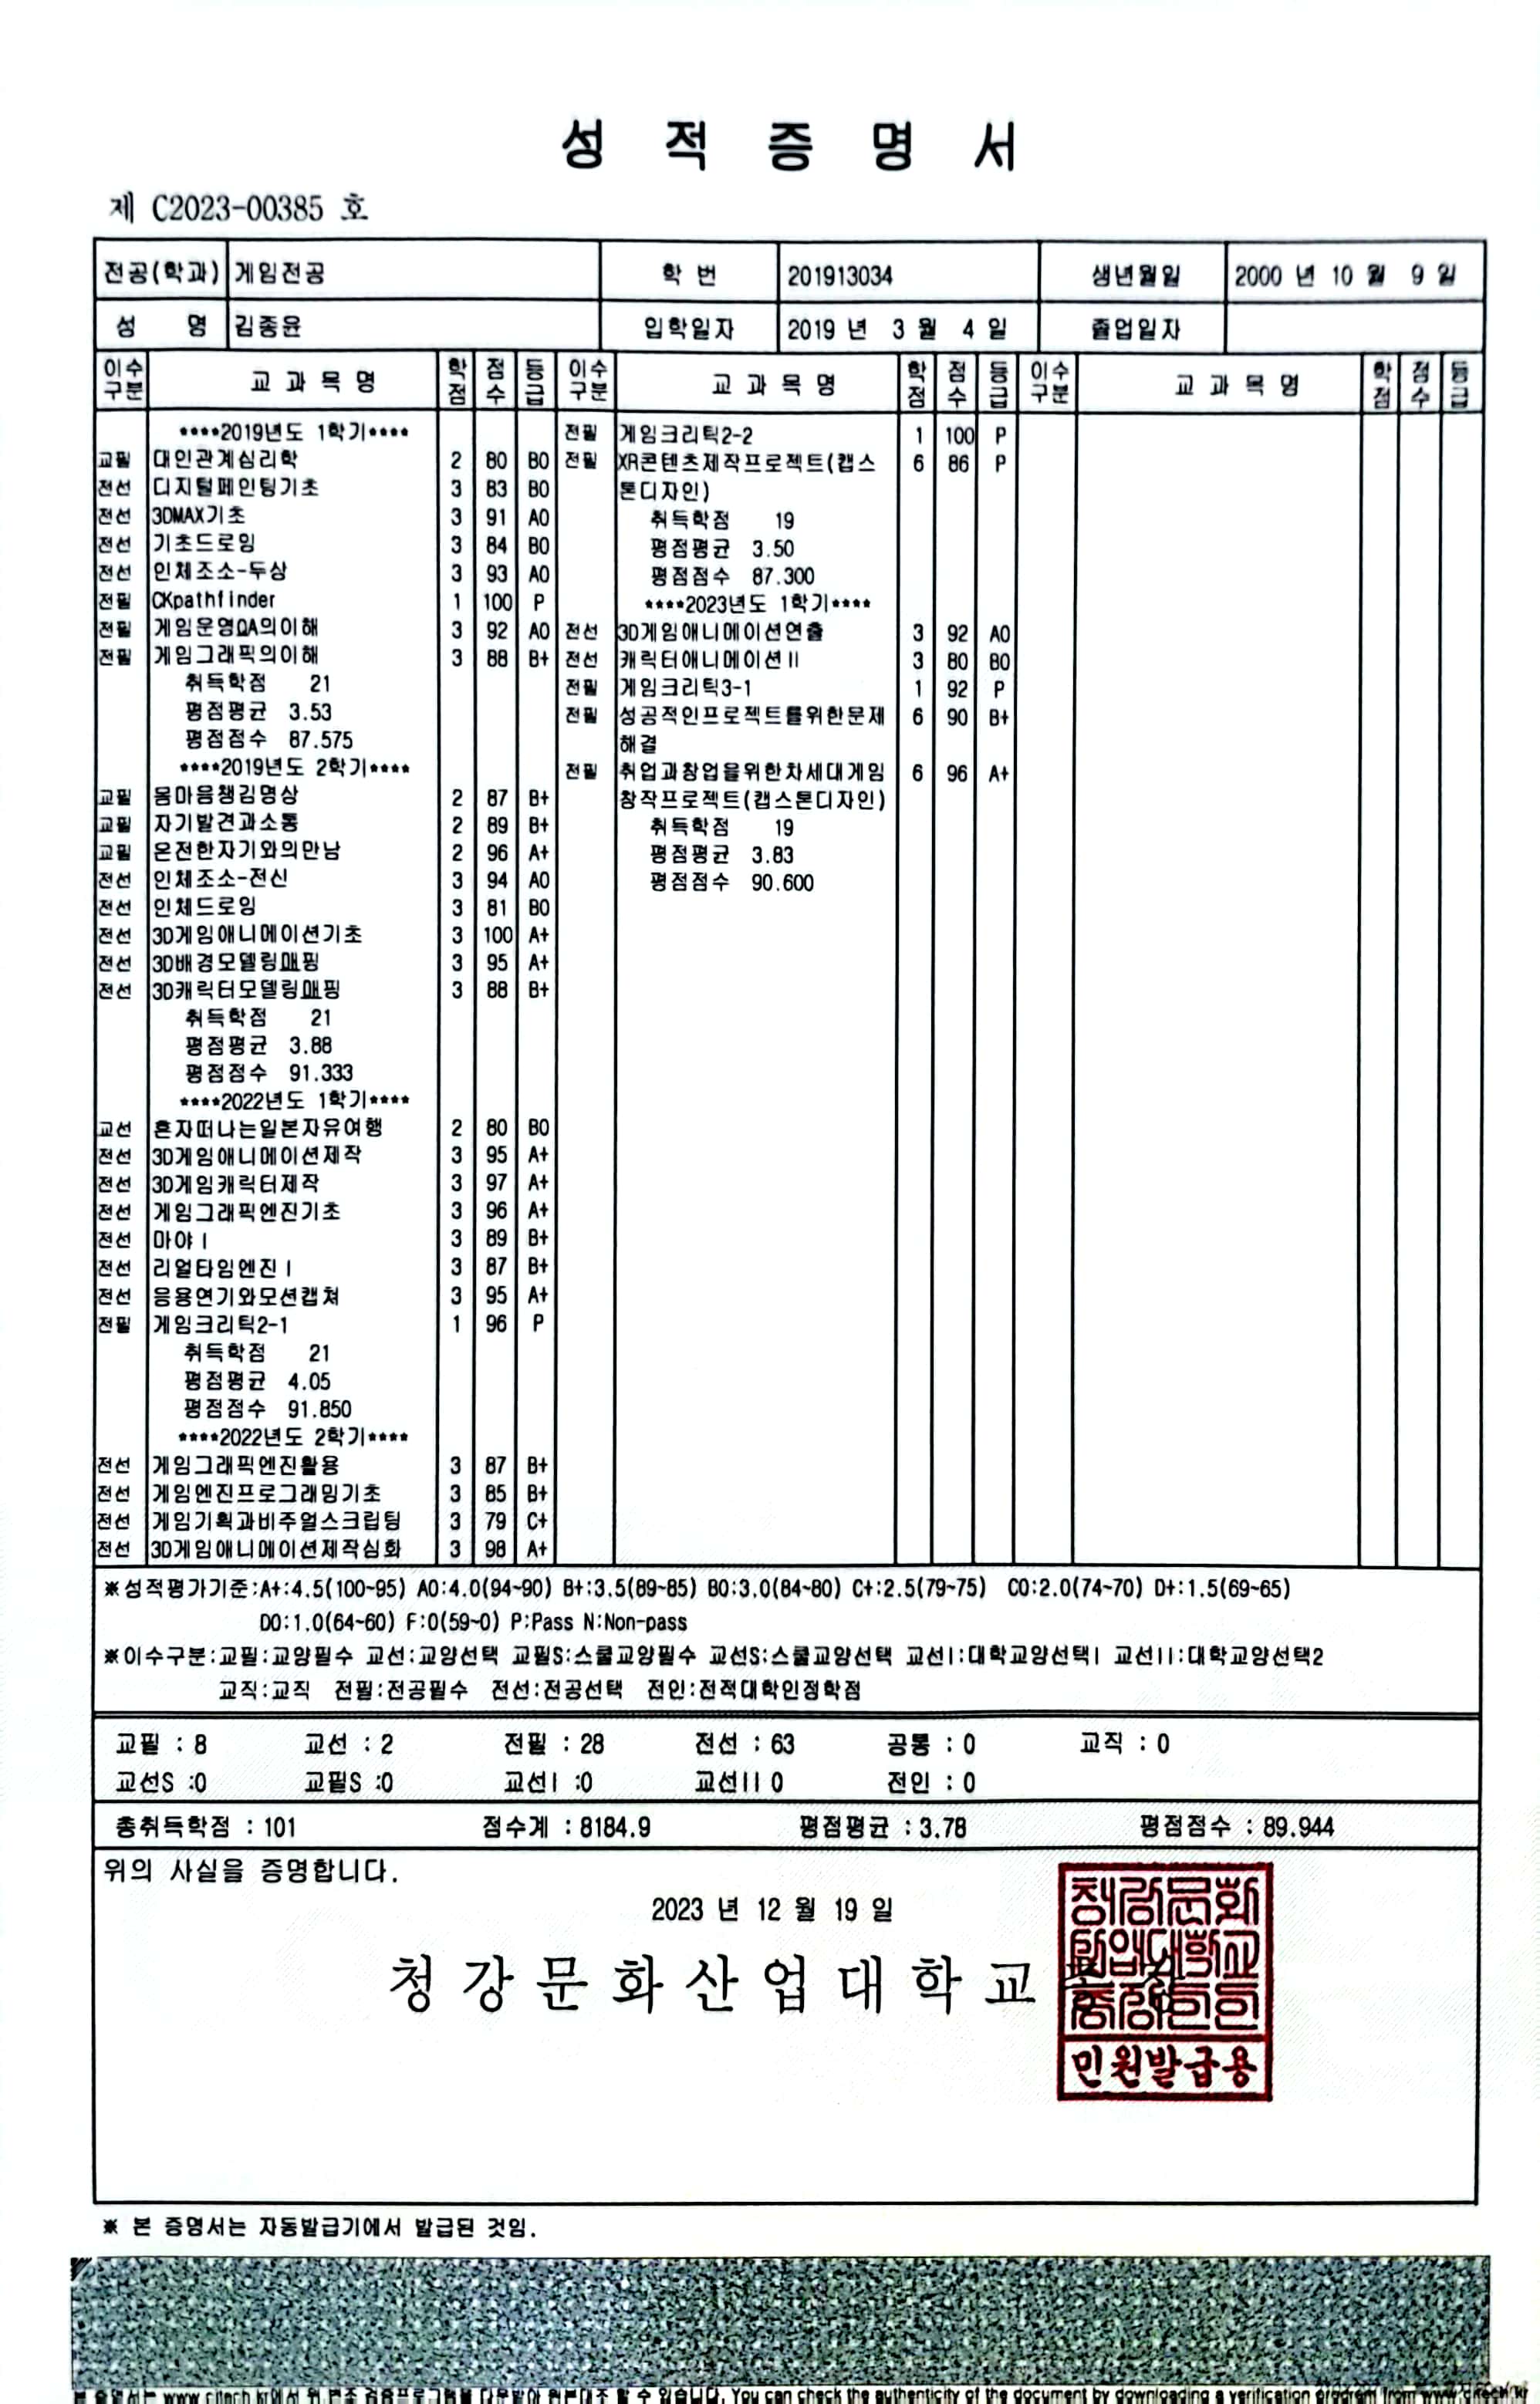 성 적 증 명 서
제 C2023-00385 호
전공(학과) 게임전공 학 번 201913034 생년월일 2000 년 10 월 9 일
성 명 김종윤 입학일자 2019 년 3 월 4 일 졸업일자
이수구분 교 과 목 명 학점 점수 등급 이수구분 교 과 목 명 학점 점수 등급 이수구분 교 과 목 명 학점 점수 등급
****2019년도 1학기****
교필 대인관계심리학 2 80 B0
전선 디지털페인팅기초 3 83 B0
전선 3DMAX기초 3 91 A0
전선 기초드로잉 3 84 B0
전선 인체조소-두상 3 93 A0
전필 CKpathfinder 1 100 P
전필 게임운영QA의이해 3 92 A0
전필 게임그래픽의이해 3 88 B+
취득학점 21
평점평균 3.53
평점점수 87.575
****2019년도 2학기****
교필 몸마음챙김명상 2 87 B+
교필 자기발견과소통 2 89 B+
교필 온전한자기와의만남 2 96 A+
전선 인체조소-전신 3 94 A0
전선 인체드로잉 3 81 B0
전선 3D게임애니메이션기초 3 100 A+
전선 3D배경모델링매핑 3 95 A+
전선 3D캐릭터모델링매핑 3 88 B+
취득학점 21
평점평균 3.88
평점점수 91.333
****2022년도 1학기****
교선 혼자떠나는일본자유여행 2 80 B0
전선 3D게임애니메이션제작 3 95 A+
전선 3D게임캐릭터제작 3 97 A+
전선 게임그래픽엔진기초 3 96 A+
전선 마야Ⅰ 3 89 B+
전선 리얼타임엔진Ⅰ 3 87 B+
전선 응용연기와모션캡쳐 3 95 A+
전필 게임크리틱2-1 1 96 P
취득학점 21
평점평균 4.05
평점점수 91.850
****2022년도 2학기****
전선 게임그래픽엔진활용 3 87 B+
전선 게임엔진프로그래밍기초 3 85 B+
전선 게임기획과비주얼스크립팅 3 79 C+
전선 3D게임애니메이션제작심화 3 98 A+
전필 게임크리틱2-2 1 100 P
전필 XR콘텐츠제작프로젝트(캡스 6 86 P
톤디자인)
취득학점 19
평점평균 3.50
평점점수 87.300
****2023년도 1학기****
전선 3D게임애니메이션연출 3 92 A0
전선 캐릭터애니메이션Ⅱ 3 80 B0
전필 게임크리틱3-1 1 92 P
전필 성공적인프로젝트를위한문제 6 90 B+
해결
전필 취업과창업을위한차세대게임 6 96 A+
창작프로젝트(캡스톤디자인)
취득학점 19
평점평균 3.83
평점점수 90.600
※성적평가기준:A+:4.5(100~95) A0:4.0(94~90) B+:3.5(89~85) B0:3.0(84~80) C+:2.5(79~75) C0:2.0(74~70) D+:1.5(69~65)
D0:1.0(64~60) F:0(59~0) P:Pass N:Non-pass
※이수구분:교필:교양필수 교선:교양선택 교필S:스쿨교양필수 교선S:스쿨교양선택 교선I:대학교양선택I 교선II:대학교양선택2
교직:교직 전필:전공필수 전선:전공선택 전인:전적대학인정학점
교필 : 8 교선 : 2 전필 : 28 전선 : 63 공통 : 0 교직 : 0
교선S :0 교필S :0 교선I :0 교선II 0 전인 : 0
총취득학점 : 101 점수계 : 8184.9 평점평균 : 3.78 평점점수 : 89.944
위의 사실을 증명합니다.
2023 년 12 월 19 일
청강문화산업대학교총장
청강문화
산업대학교
총장의인
민원발급용
※ 본 증명서는 자동발급기에서 발급된 것임.
You can check the authenticity of the document by downloading a verification program from www.